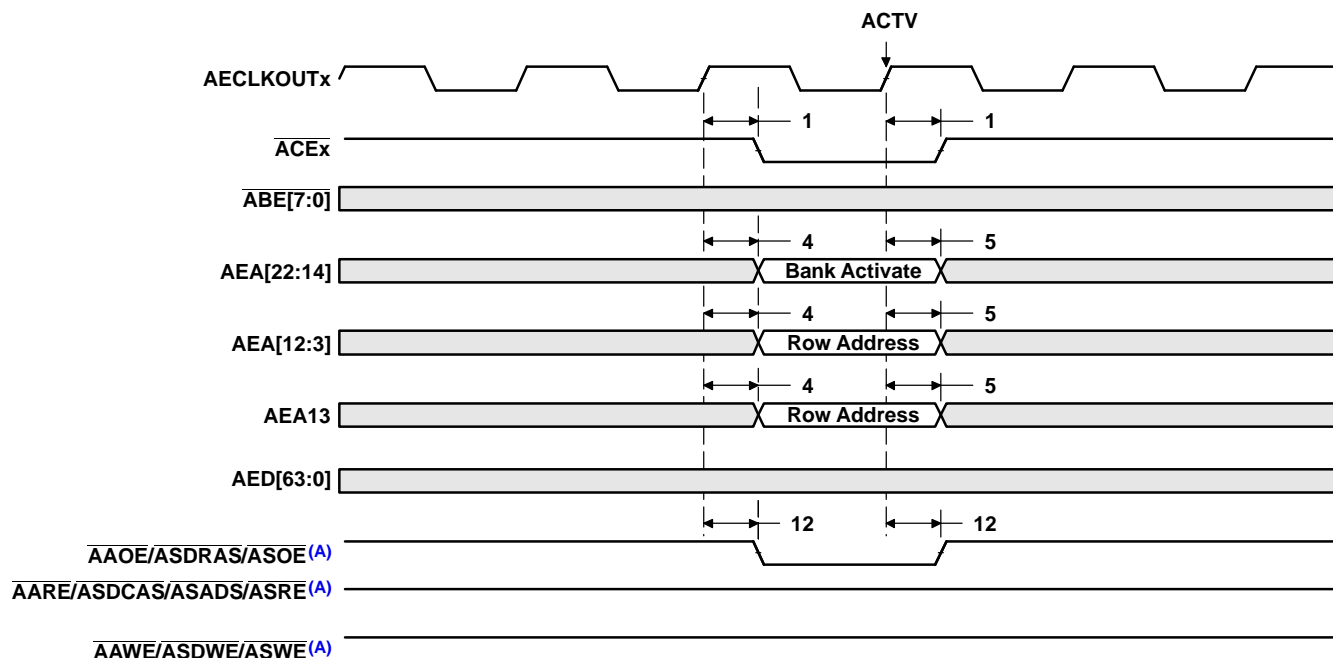 ACTV
AECLKOUTx
1 1
ACEx
ABE[7:0]
4 5
AEA[22:14] Bank Activate
4 5
AEA[12:3] Row Address
4 5
AEA13 Row Address
AED[63:0]
12 12
AAOE/ASDRAS/ASOE(A)
AARE/ASDCAS/ASADS/ASRE(A)
AAWE/ASDWE/ASWE(A)